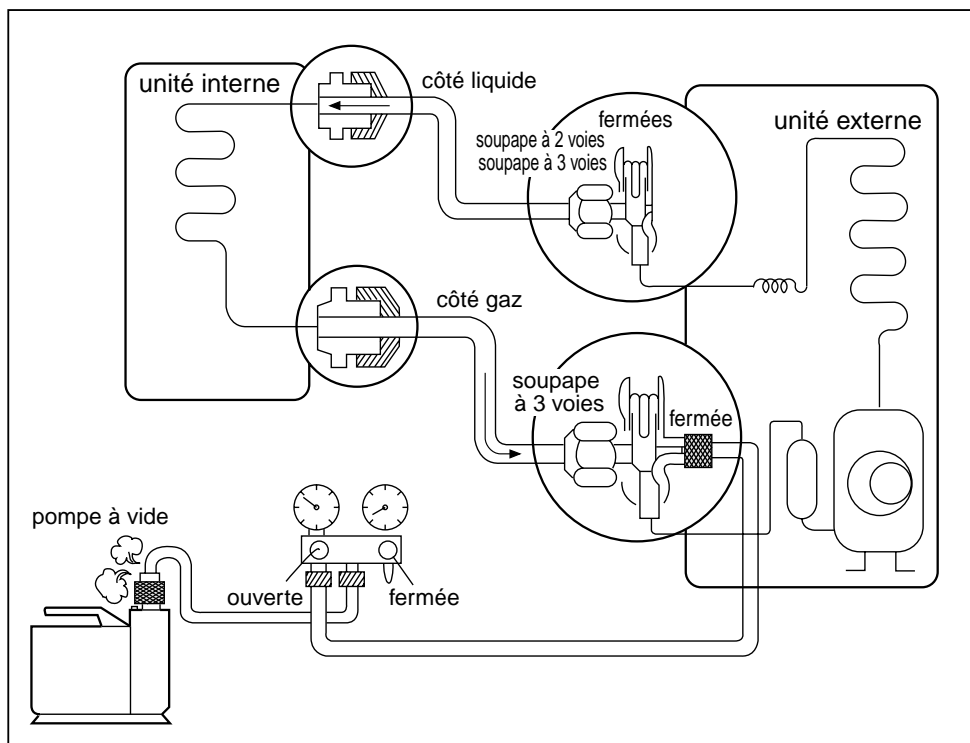 unité interne
côté liquide
fermées
soupape à 2 voies
soupape à 3 voies
unité externe
côté gaz
soupape
à 3 voies
fermée
pompe à vide
ouverte
fermée